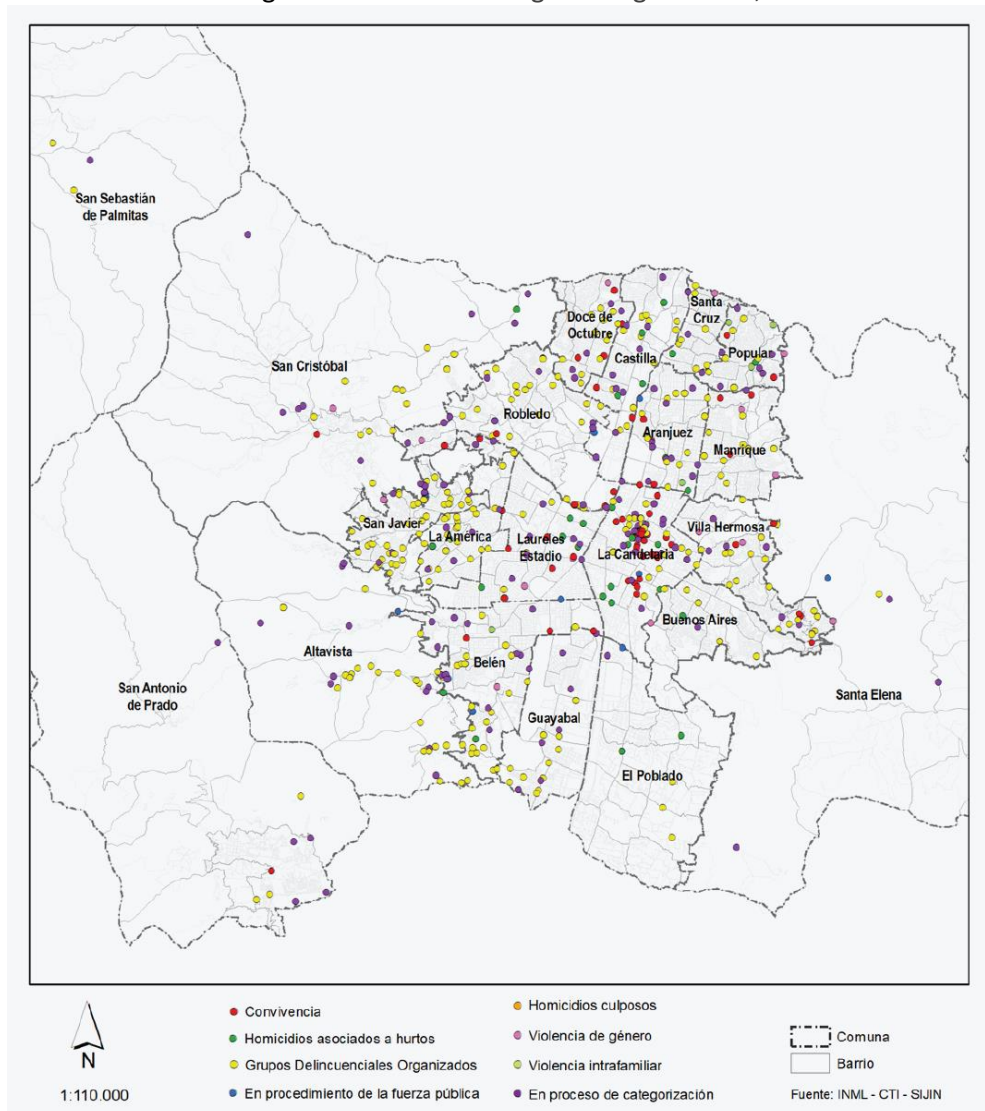 San Sebastián
de Palmitas
Doce de
Octubre
Santa
Cruz
Popular
Castilla
San Cristóbal
Robledo
Aranjuez
Manrique
San Javier
La América
Laureles
Estadio
La Candelaria
Villa Hermosa
Buenos Aires
Altavista
Belén
San Antonio
de Prado
Santa Elena
Guayabal
El Poblado
N
1:110.000
Convivencia
Homicidios asociados a hurtos
Grupos Delincuenciales Organizados
En procedimiento de la fuerza pública
Homicidios culposos
Violencia de género
Violencia intrafamiliar
En proceso de categorización
Comuna
Barrio
Fuente: INML - CTI - SIJIN